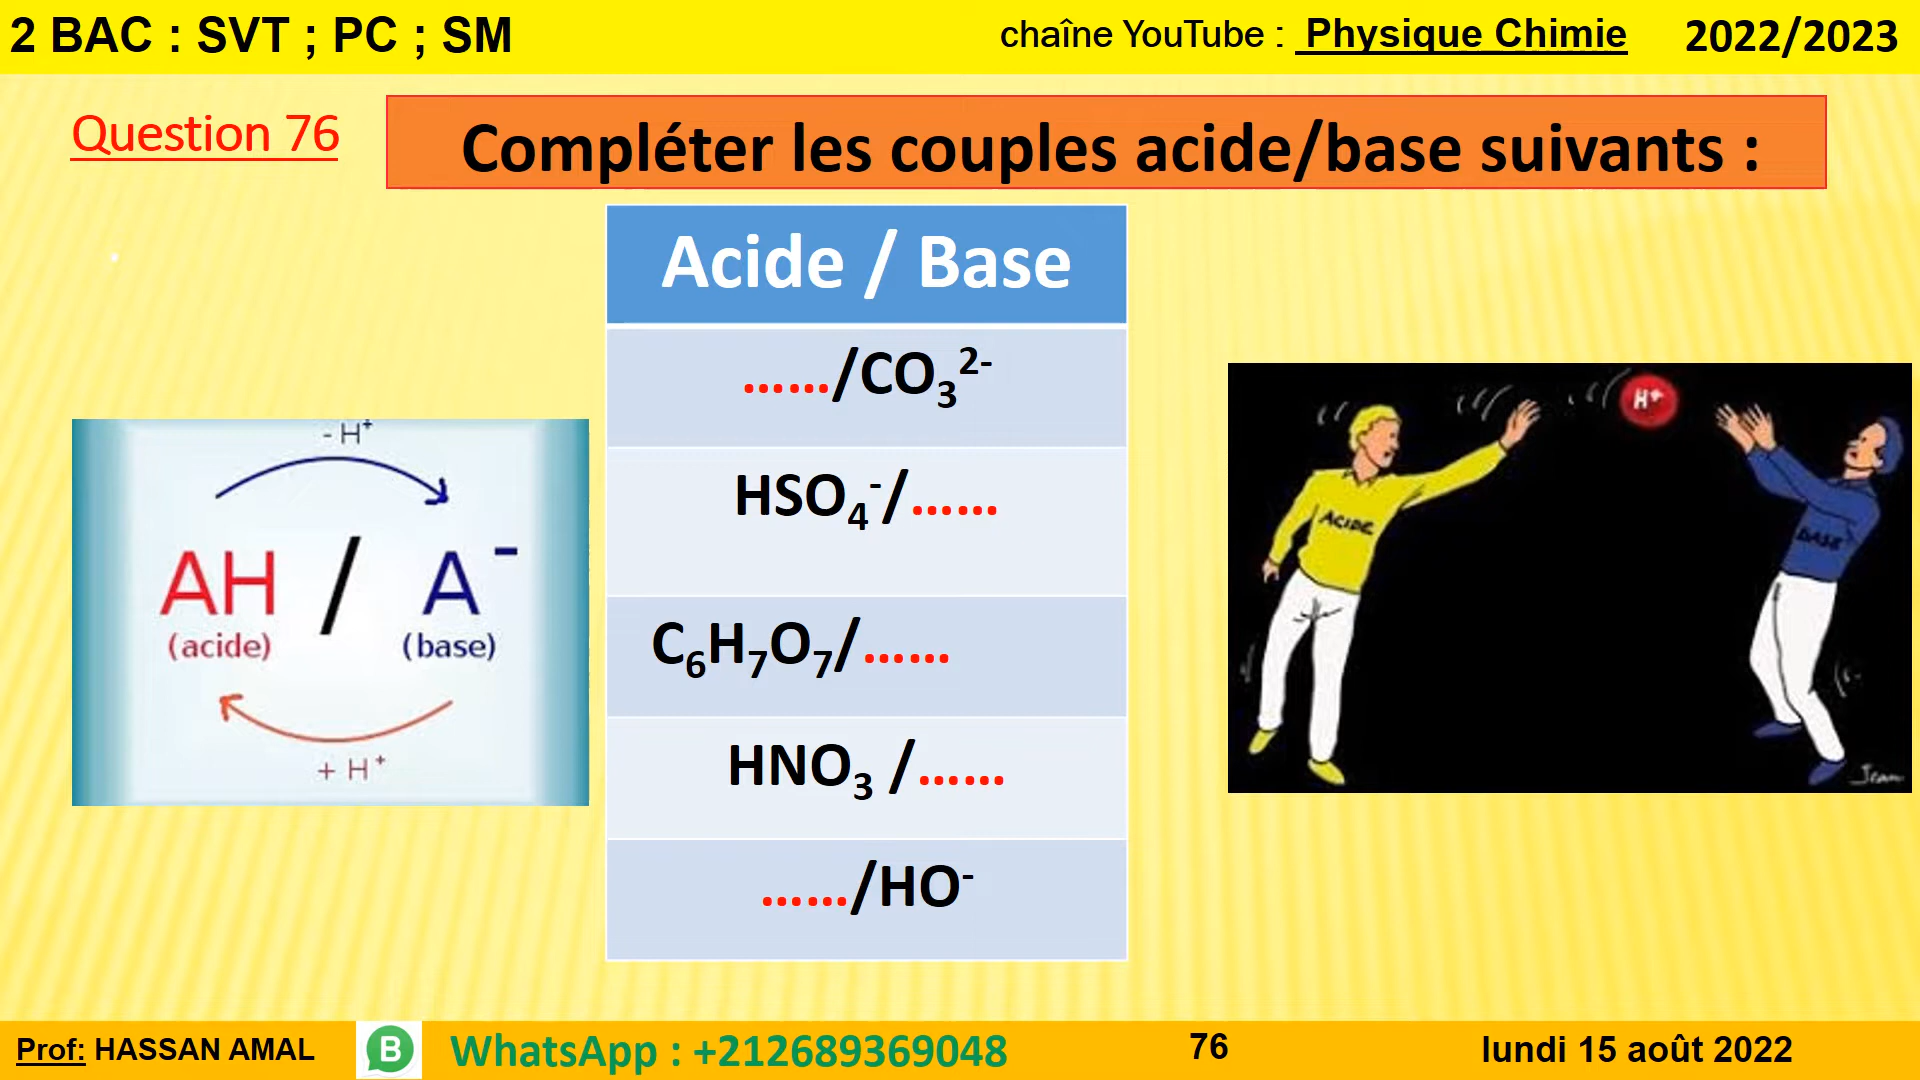 2 BAC : SVT ; PC ; SM
chaîne YouTube : Physique Chimie 2022/2023
Question 76
Compléter les couples acide/base suivants :
Acide / Base
....../CO₃²⁻
HSO₄⁻/......
C₆H₇O₇/......
HNO₃ /......
....../HO⁻
- H⁺
AH / A⁻
(acide) (base)
+ H⁺
H⁺
ACIDE
BASE
Jean
Prof: HASSAN AMAL
B
WhatsApp : +212689369048
76
lundi 15 août 2022